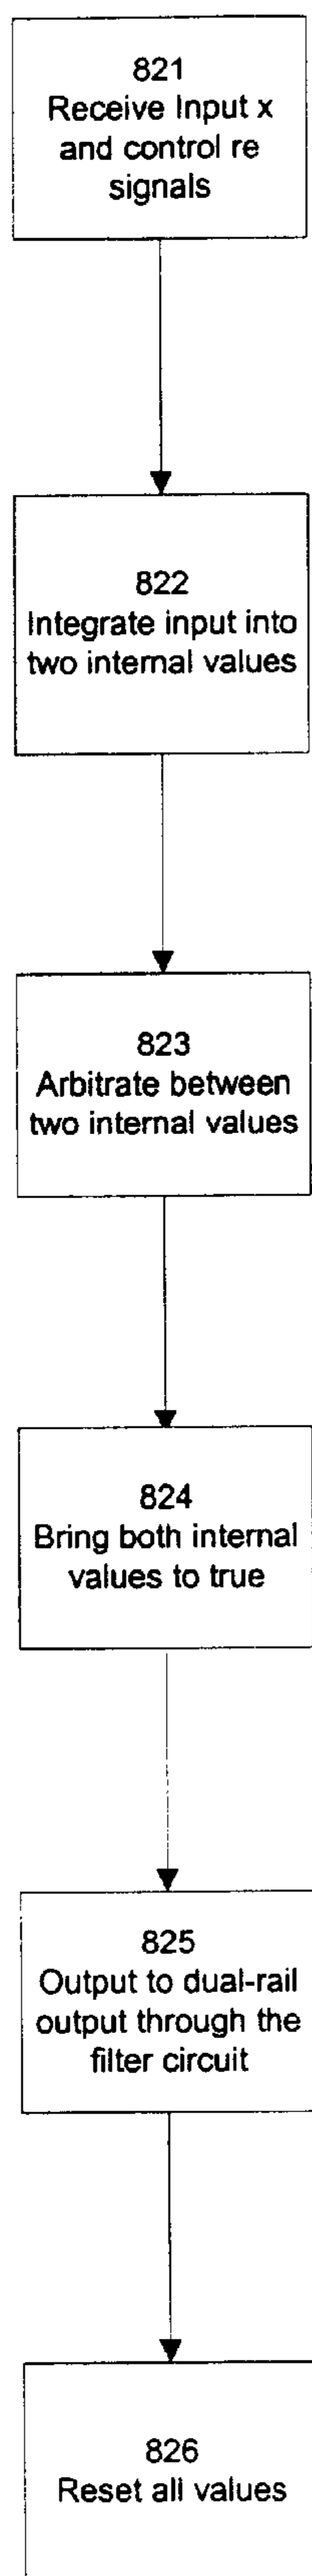 821
Receive Input x
and control re
signals
822
Integrate input into
two internal values
823
Arbitrate between
two internal values
824
Bring both internal
values to true
825
Output to dual-rail
output through the
filter circuit
826
Reset all values